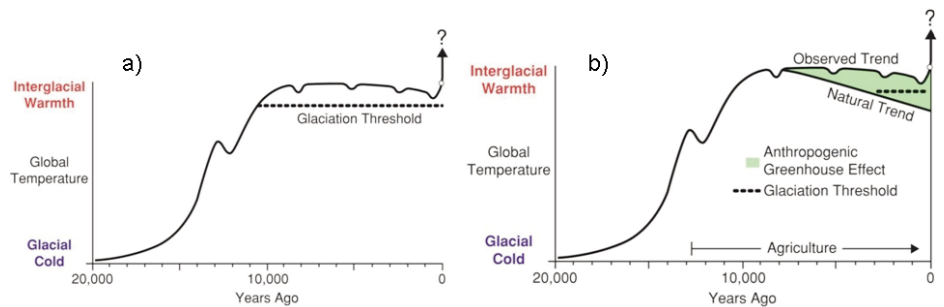 a)
?
Interglacial
Warmth
Glaciation Threshold
Global
Temperature
Glacial
Cold
20,000
10,000
0
Years Ago
b)
?
Interglacial
Warmth
Observed Trend
Natural Trend
Global
Temperature
Anthropogenic
Greenhouse Effect
Glaciation Threshold
Glacial
Cold
Agriculture
20,000
10,000
0
Years Ago